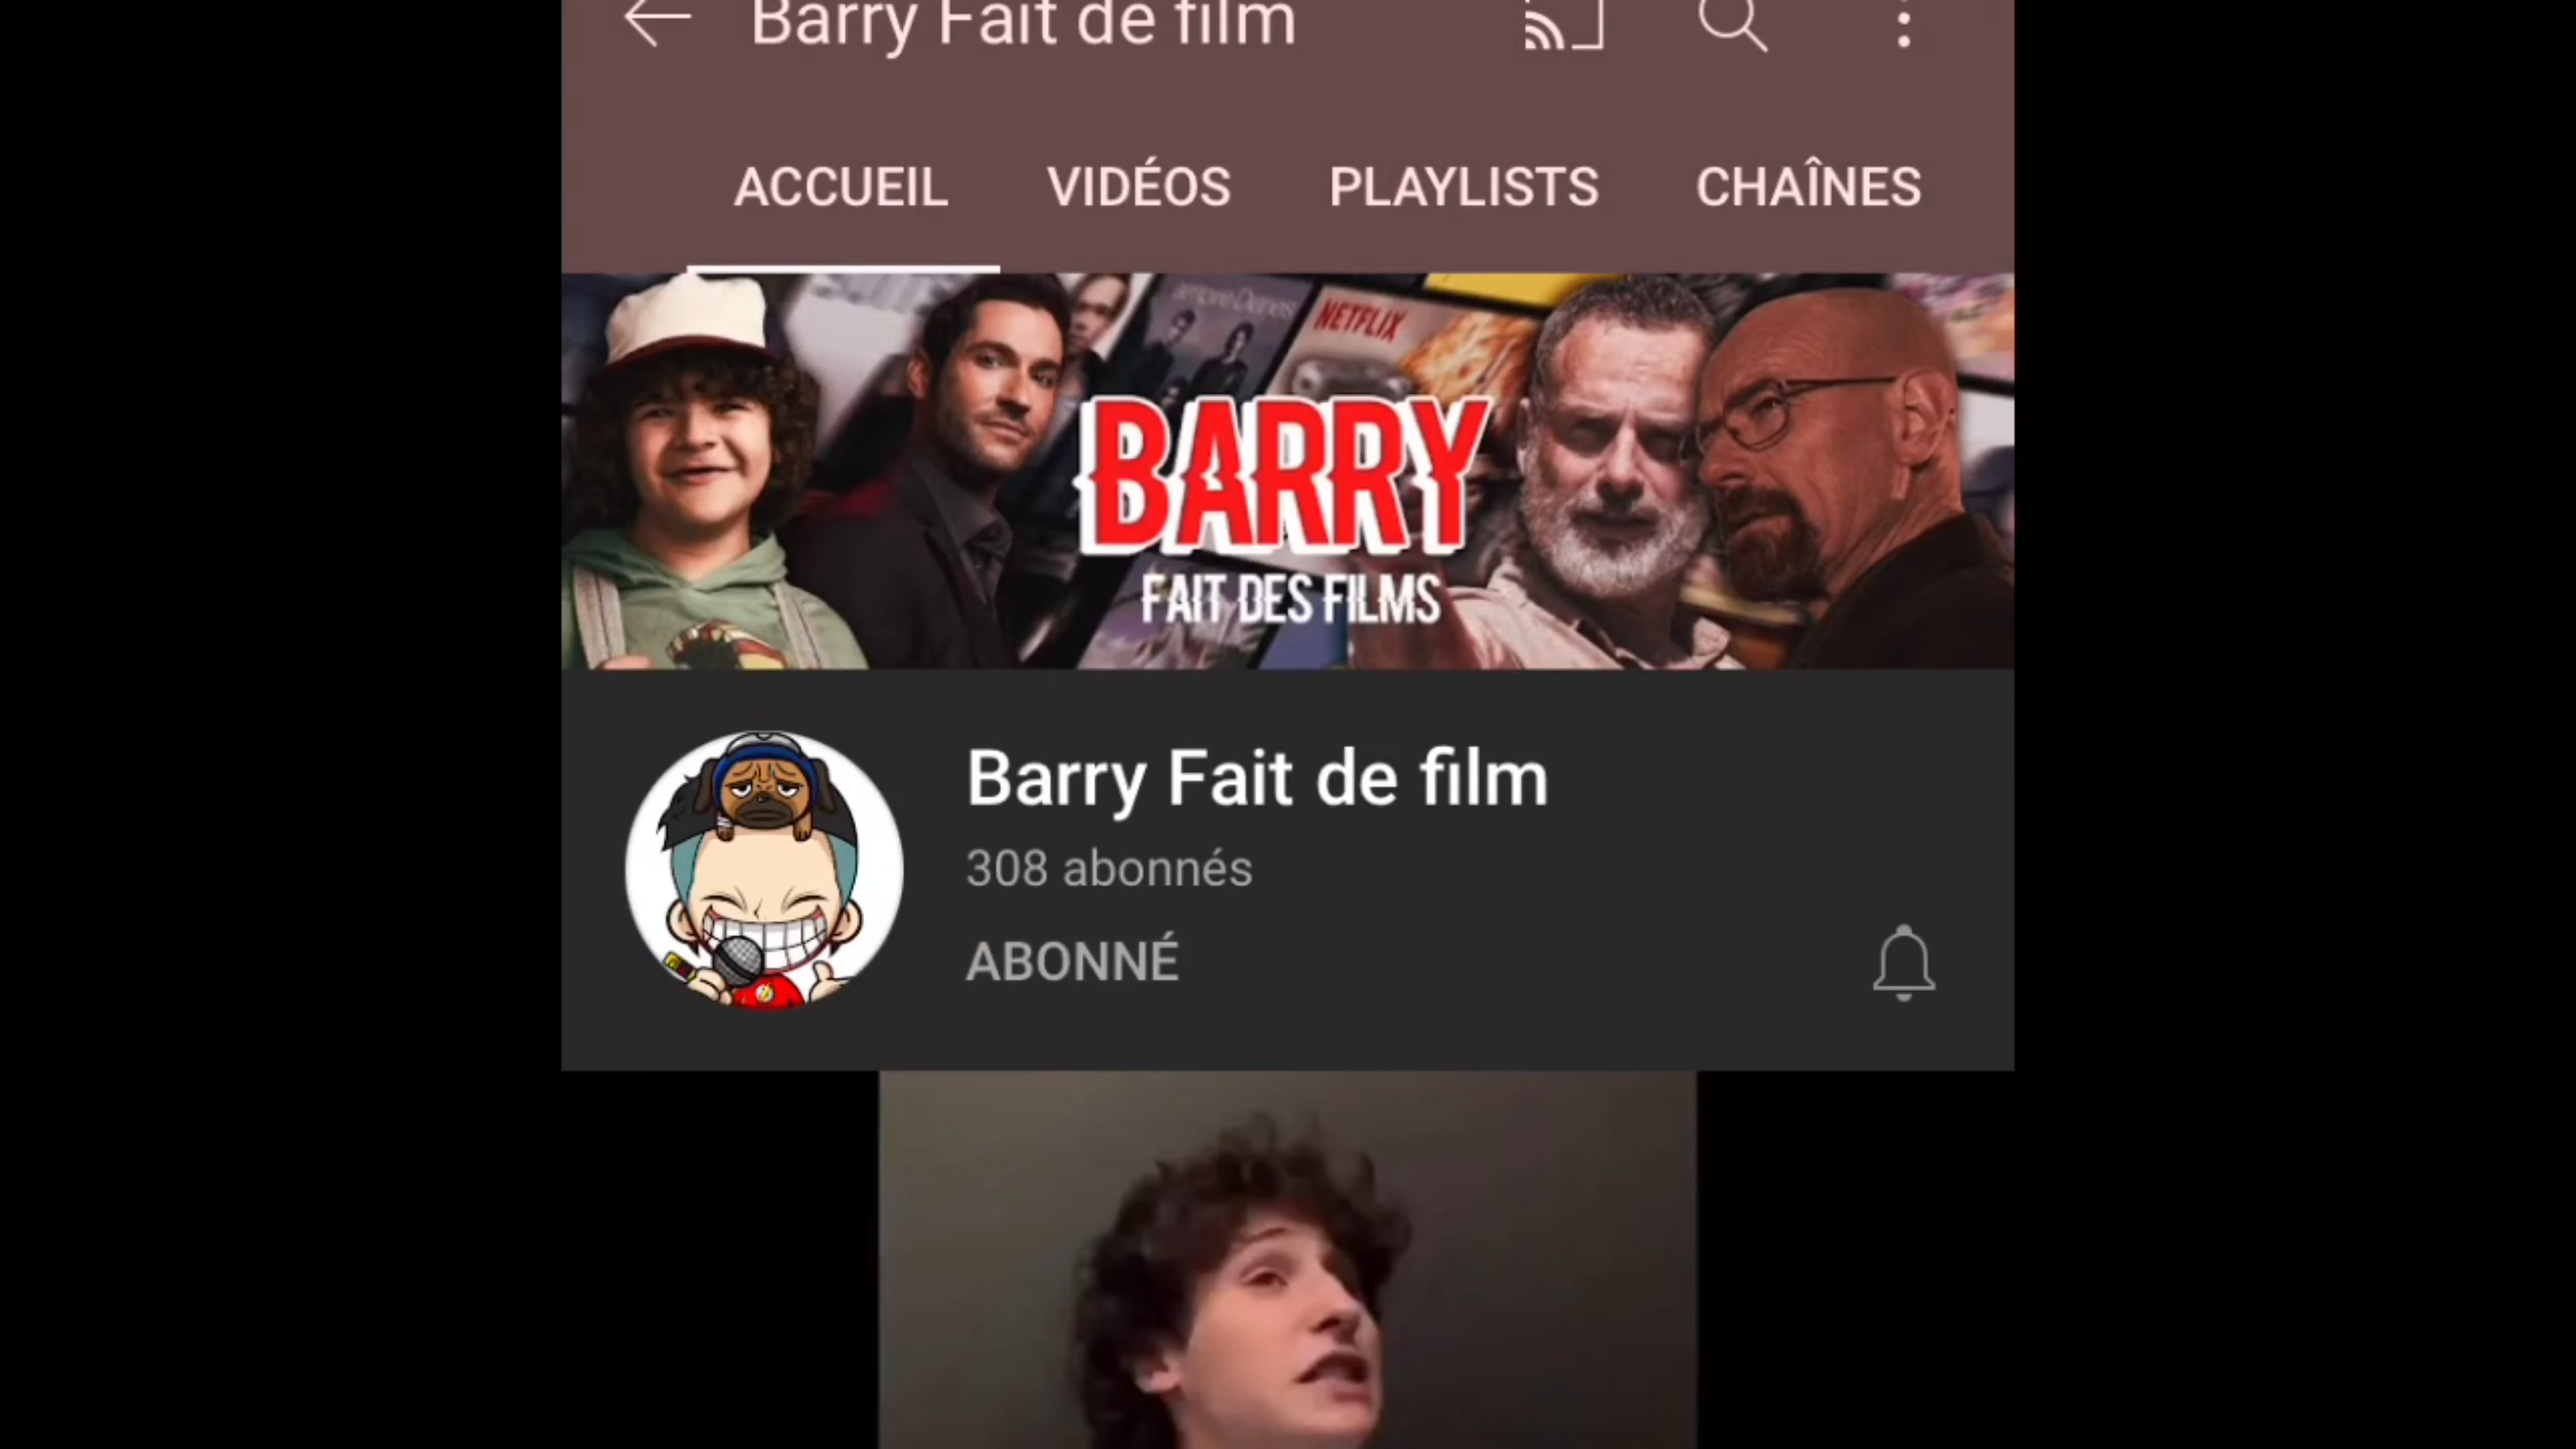 Barry Fait de film
ACCUEIL VIDÉOS PLAYLISTS CHAÎNES
NETFLIX
BARRY
FAIT DES FILMS
Barry Fait de film
308 abonnés
ABONNÉ